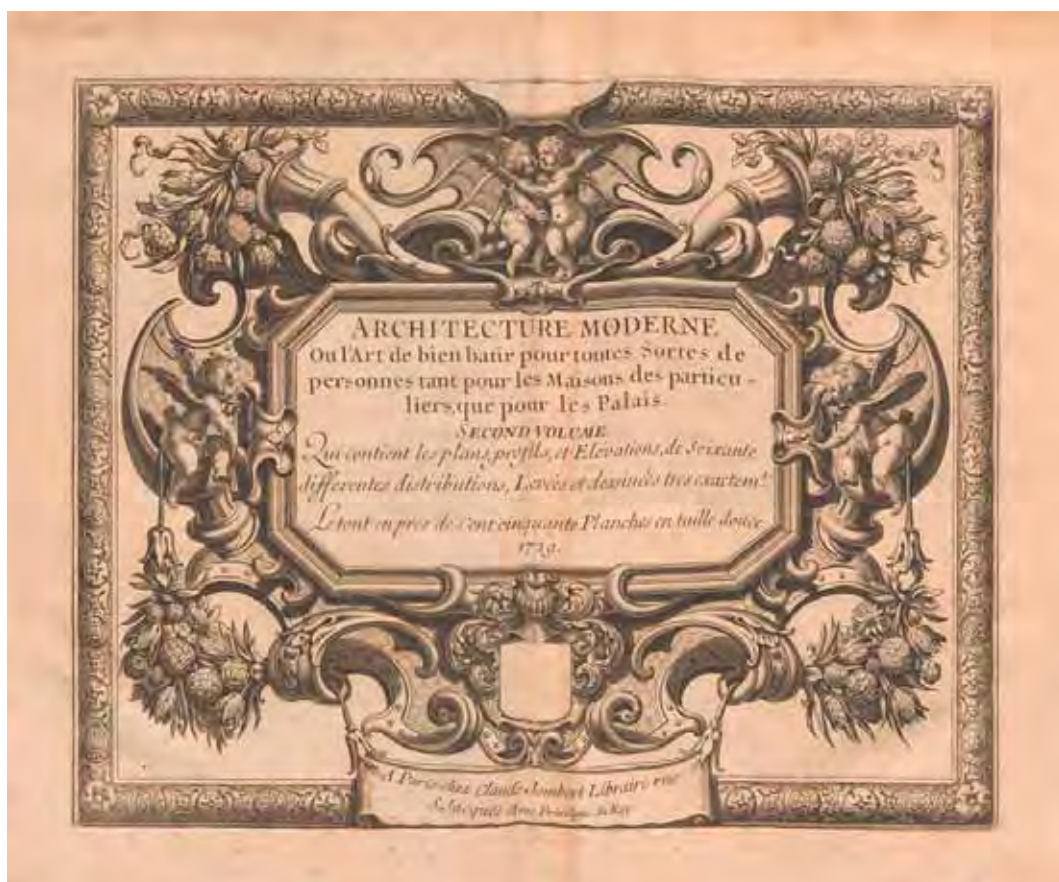 ARCHITECTURE MODERNE
Ou l'Art de bien batir pour toutes Sortes de
personnes tant pour les Maisons des particu-
liers, que pour les Palais.
SECOND VOLUME
Qui contient les plans, profils, et Elevations, de Soixante
differentes distributions, Levées et dessinées tres exactemt.
Le tout en près de cent cinquante Planches en taille douce
1729.
A Paris chez Claude Jombert Libraire rue
S. Jacques Avec Privilege du Roy